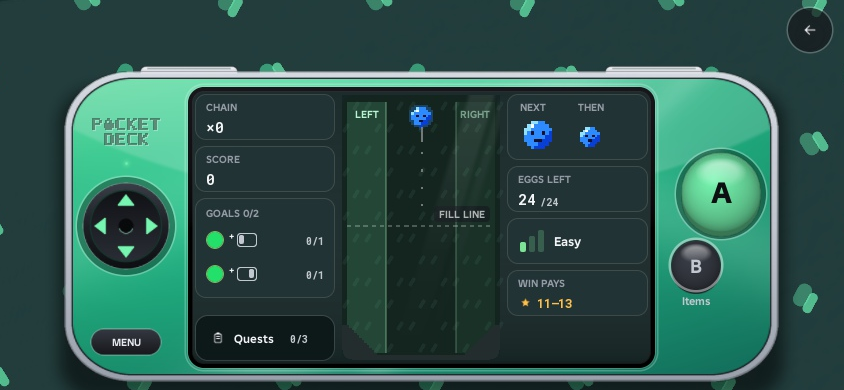 POCKET
DECK
MENU
CHAIN
×0
SCORE
0
GOALS 0/2
+
0/1
+
0/1
Quests 0/3
LEFT
RIGHT
FILL LINE
NEXT THEN
EGGS LEFT
24 /24
Easy
WIN PAYS
11–13
A
B
Items